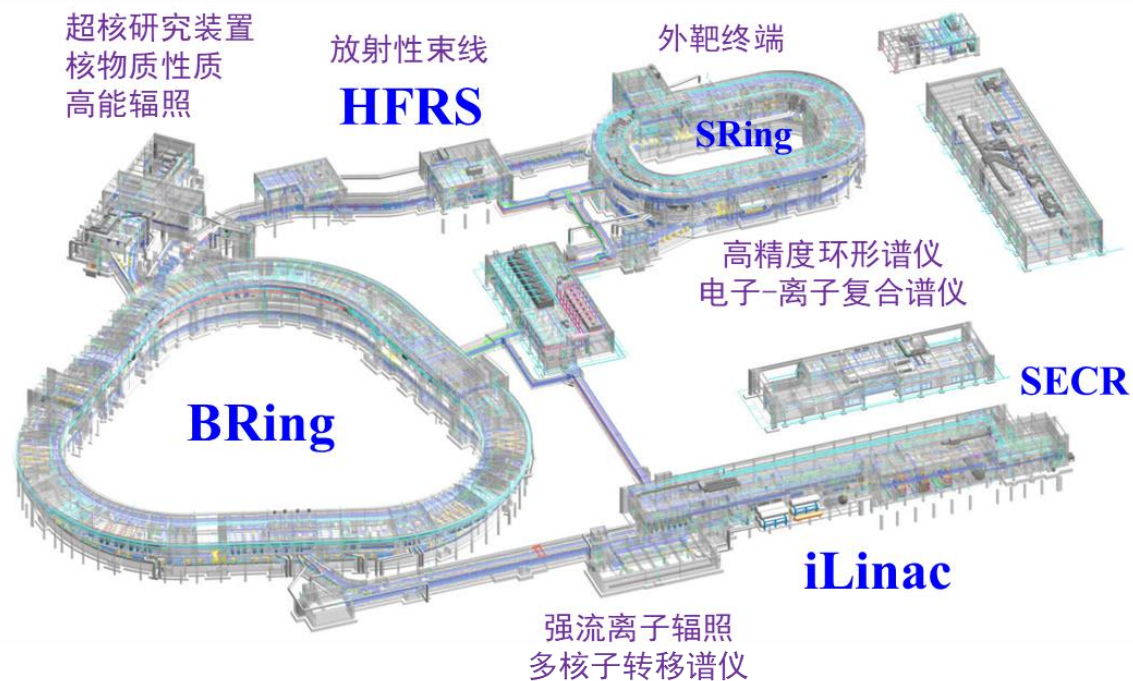 超核研究装置
核物质性质
高能辐照
放射性束线
HFRS
外靶终端
SRing
高精度环形谱仪
电子-离子复合谱仪
BRing
SECR
iLinac
强流离子辐照
多核子转移谱仪